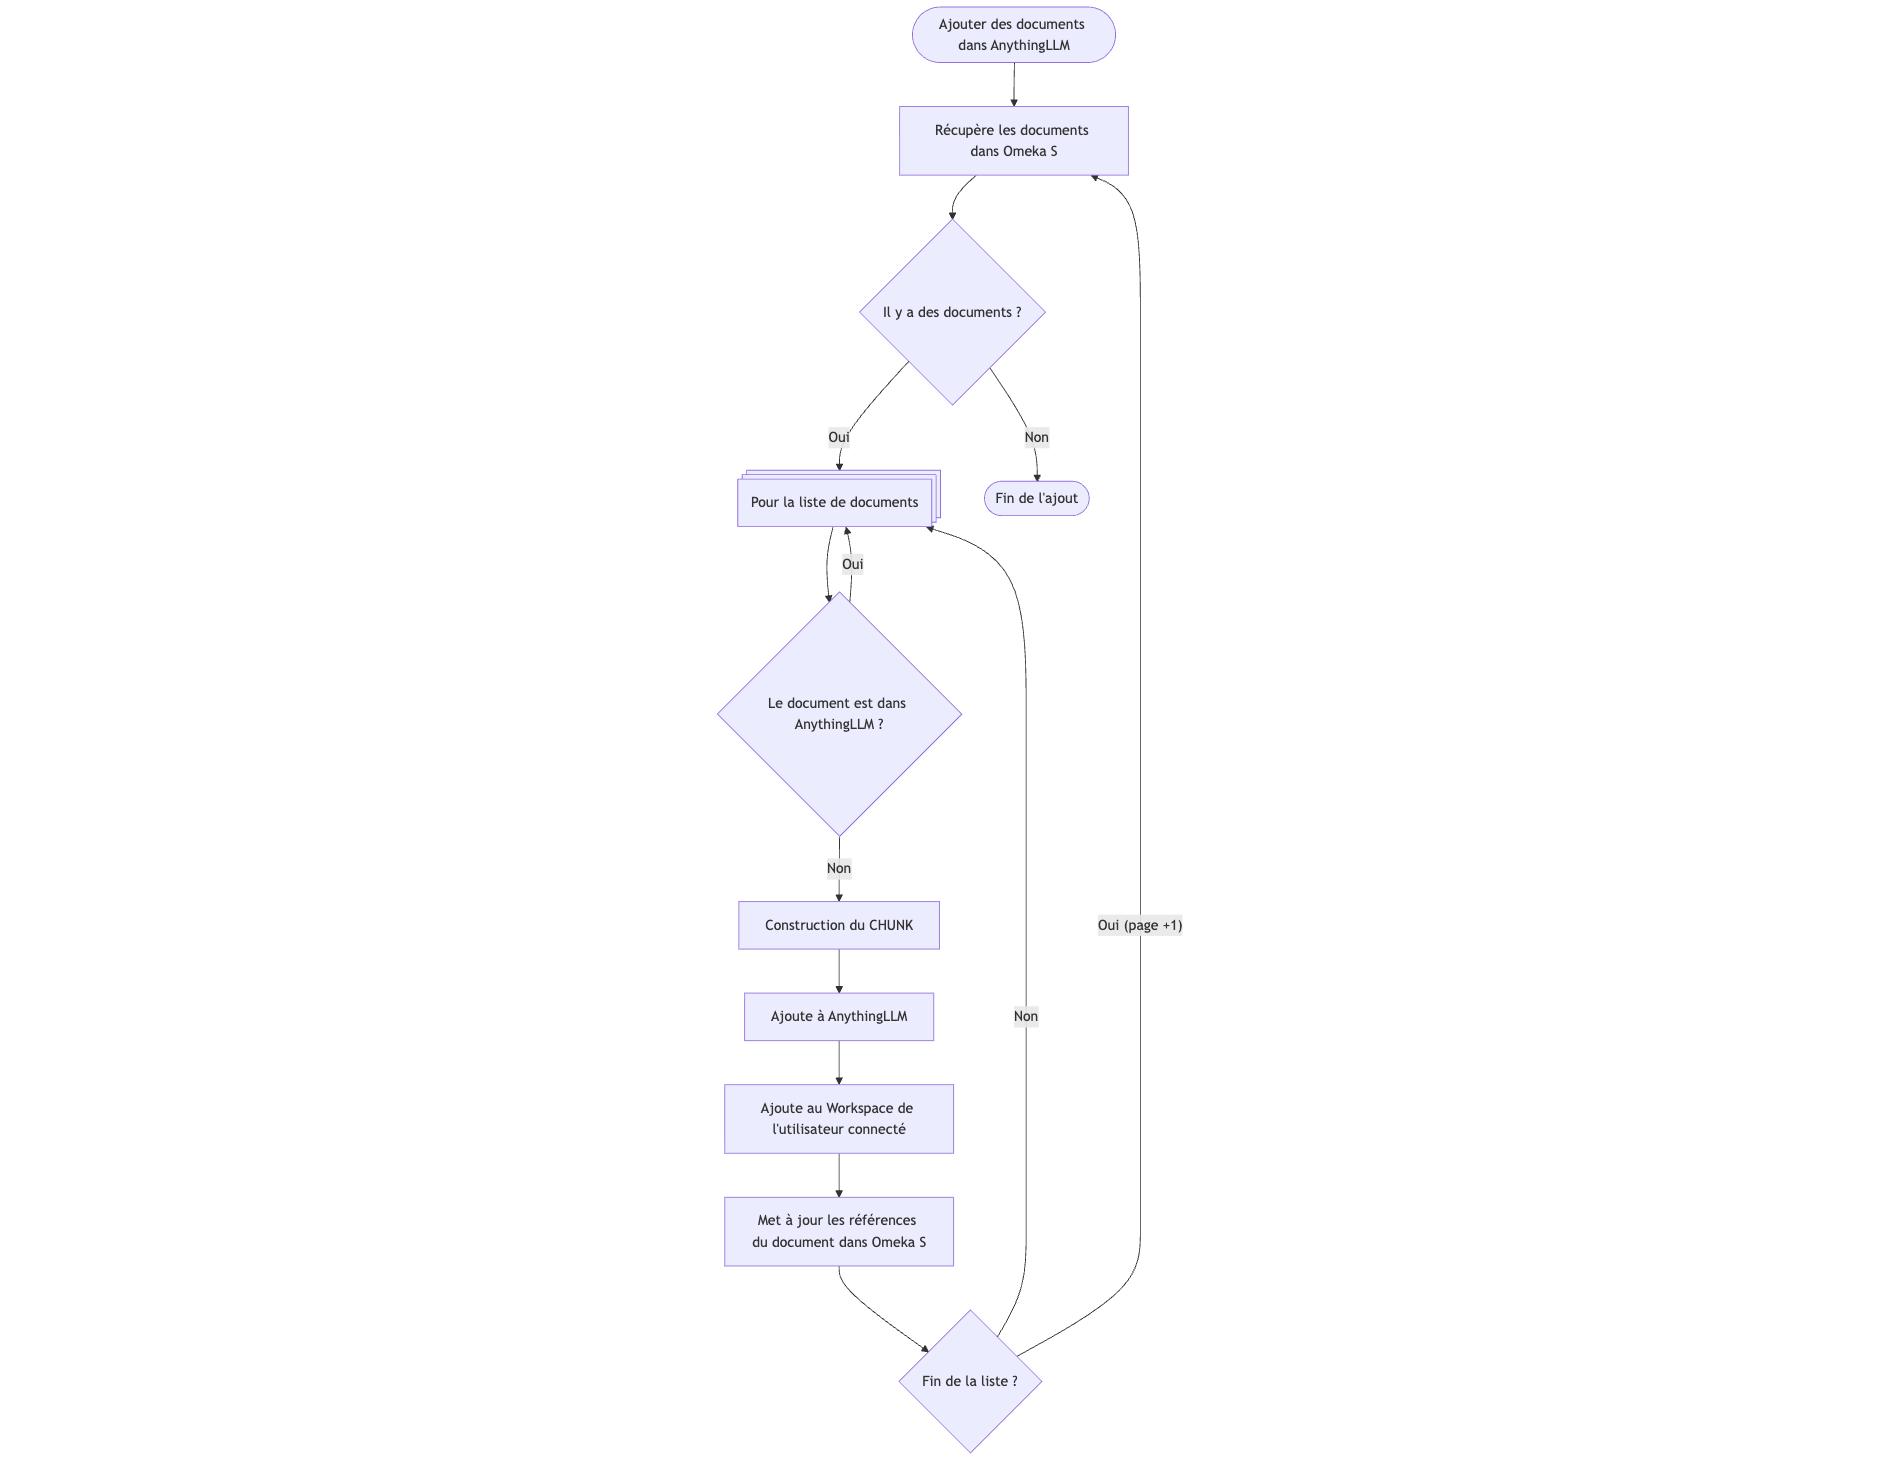 Ajouter des documents
dans AnythingLLM
Récupère les documents
dans Omeka S
Il y a des documents ?
Oui
Non
Pour la liste de documents
Fin de l'ajout
Oui
Le document est dans
AnythingLLM ?
Non
Construction du CHUNK
Oui (page +1)
Ajoute à AnythingLLM
Non
Ajoute au Workspace de
l'utilisateur connecté
Met à jour les références
du document dans Omeka S
Fin de la liste ?